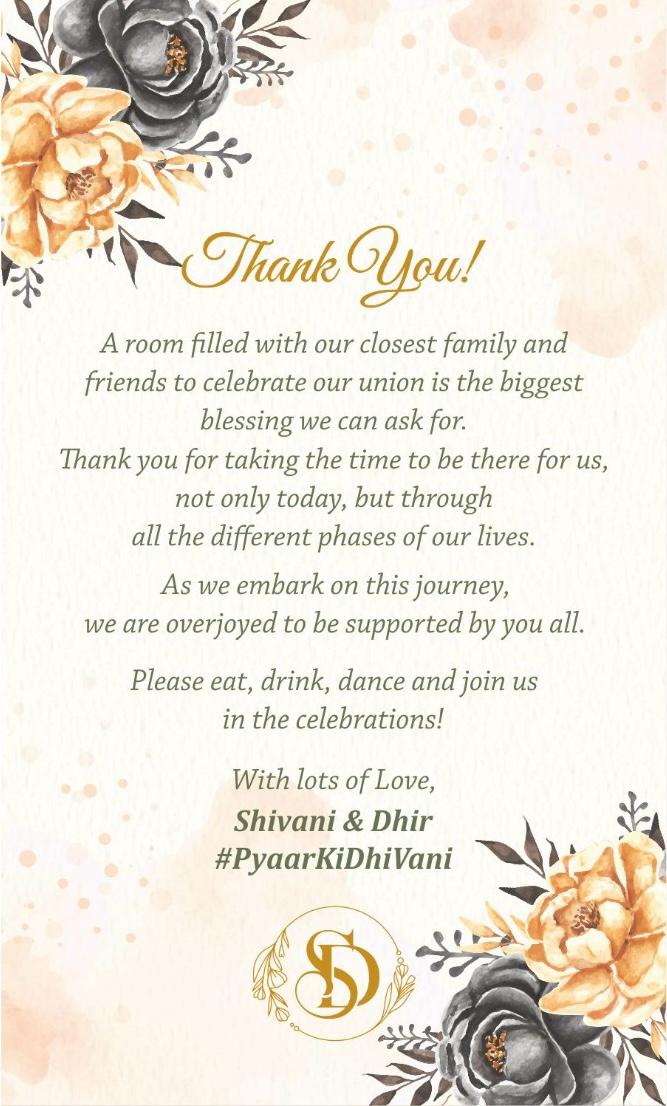 Thank You!
A room filled with our closest family and
friends to celebrate our union is the biggest
blessing we can ask for.
Thank you for taking the time to be there for us,
not only today, but through
all the different phases of our lives.
As we embark on this journey,
we are overjoyed to be supported by you all.
Please eat, drink, dance and join us
in the celebrations!
With lots of Love,
Shivani & Dhir
#PyaarKiDhiVani
SD